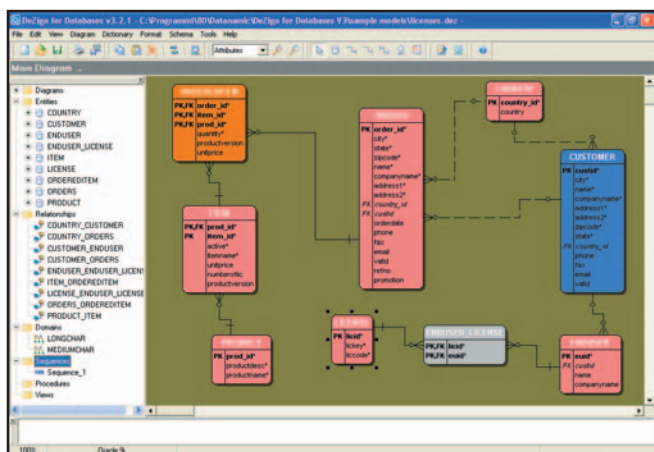 DeZign for Databases v3.2.1 - C:\Programmi\80\Datanamic\DeZign for Databases V3\sample models\licenses.dez -
File Edit View Diagram Dictionary Format Schema Tools Help
Attributes
Main Diagram
Diagrams
Entities
COUNTRY
CUSTOMER
ENDUSER
ENDUSER_LICENSE
ITEM
LICENSE
ORDEREDITEM
ORDERS
PRODUCT
Relationships
COUNTRY_CUSTOMER
COUNTRY_ORDERS
CUSTOMER_ENDUSER
CUSTOMER_ORDERS
ENDUSER_ENDUSER_LICEN
ITEM_ORDEREDITEM
LICENSE_ENDUSER_LICENSE
ORDERS_ORDEREDITEM
PRODUCT_ITEM
Domains
LONGCHAR
MEDIUMCHAR
Sequences
Sequence_1
Procedures
Views
PK,FK order_id*
PK,FK item_id*
PK,FK prod_id*
quantity*
productversion
unitprice
PK,FK prod_id*
PK item_id*
active*
itemname*
unitprice
numberoflic
productversion
PK prod_id*
productdesc*
productname*
PK order_id*
city*
state*
zipcode*
name*
companyname*
address1*
address2*
FK country_id
FK custid
orderdate
phone
fax
email
valid
refno
promotion
PK country_id*
country
CUSTOMER
PK custid*
city*
name*
companyname*
address1*
address2*
zipcode*
state*
FK country_id
phone
fax
email
valid
PK licid*
lickey*
liccode*
ENDUSER_LICENSE
PK,FK licid*
PK,FK euid*
PK euid*
FK custid
name
companyname
100%
Oracle 9i